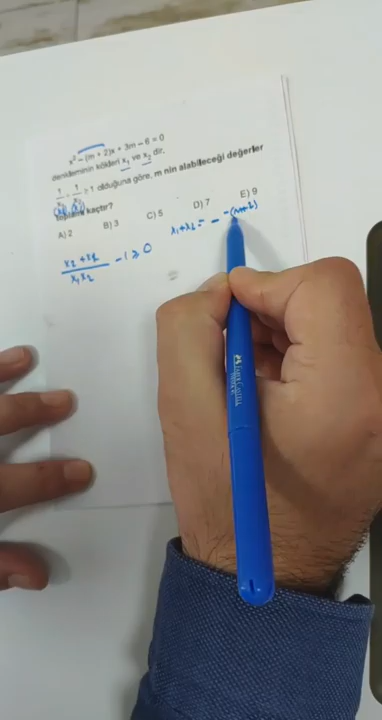 x² – (m + 2)x + 3m – 6 = 0
denkleminin kökleri x₁ ve x₂ dir.
1/x₁ 1/x₂ ≥ 1 olduğuna göre, m nin alabileceği değerler
kaçtır?
A) 2 B) 3 C) 5 D) 7 E) 9
x₁+x₂ = - -(m+2)
x₂+x₁/x₁x₂ -1 ≥ 0
FABER-CASTELL